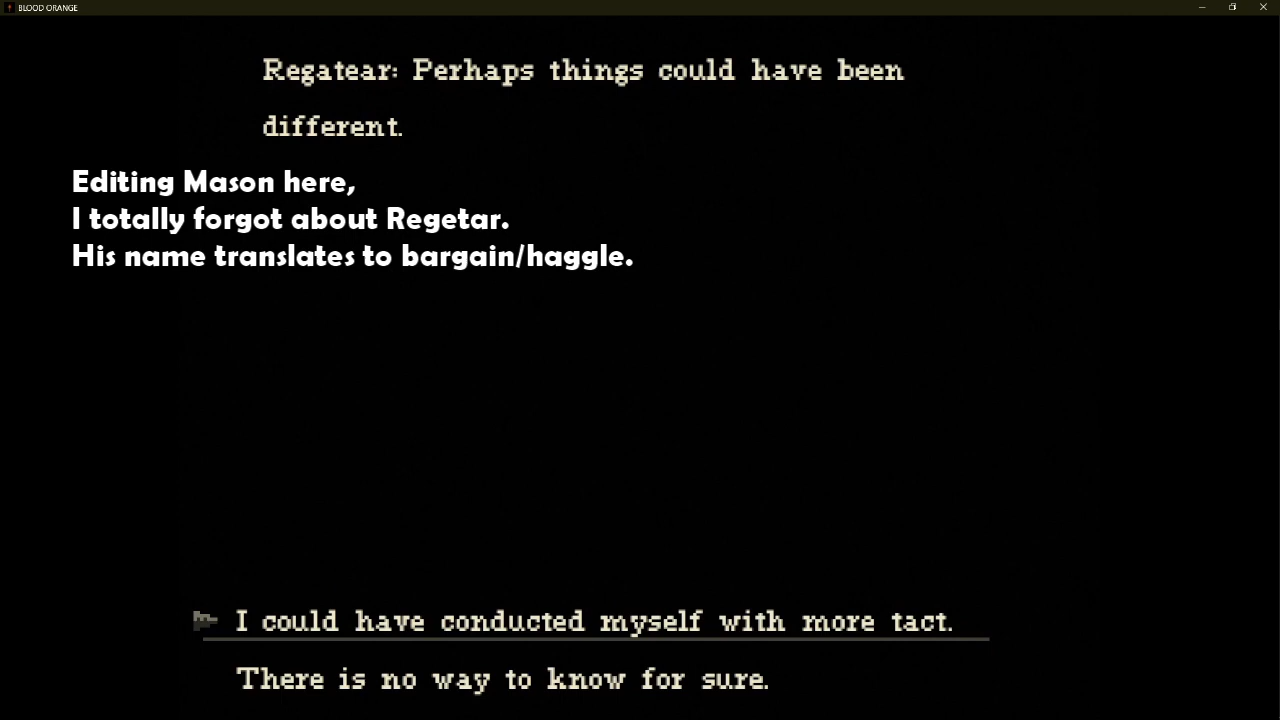 BLOOD ORANGE
Regatear: Perhaps things could have been
different.
Editing Mason here,
I totally forgot about Regetar.
His name translates to bargain/haggle.
I could have conducted myself with more tact.
There is no way to know for sure.